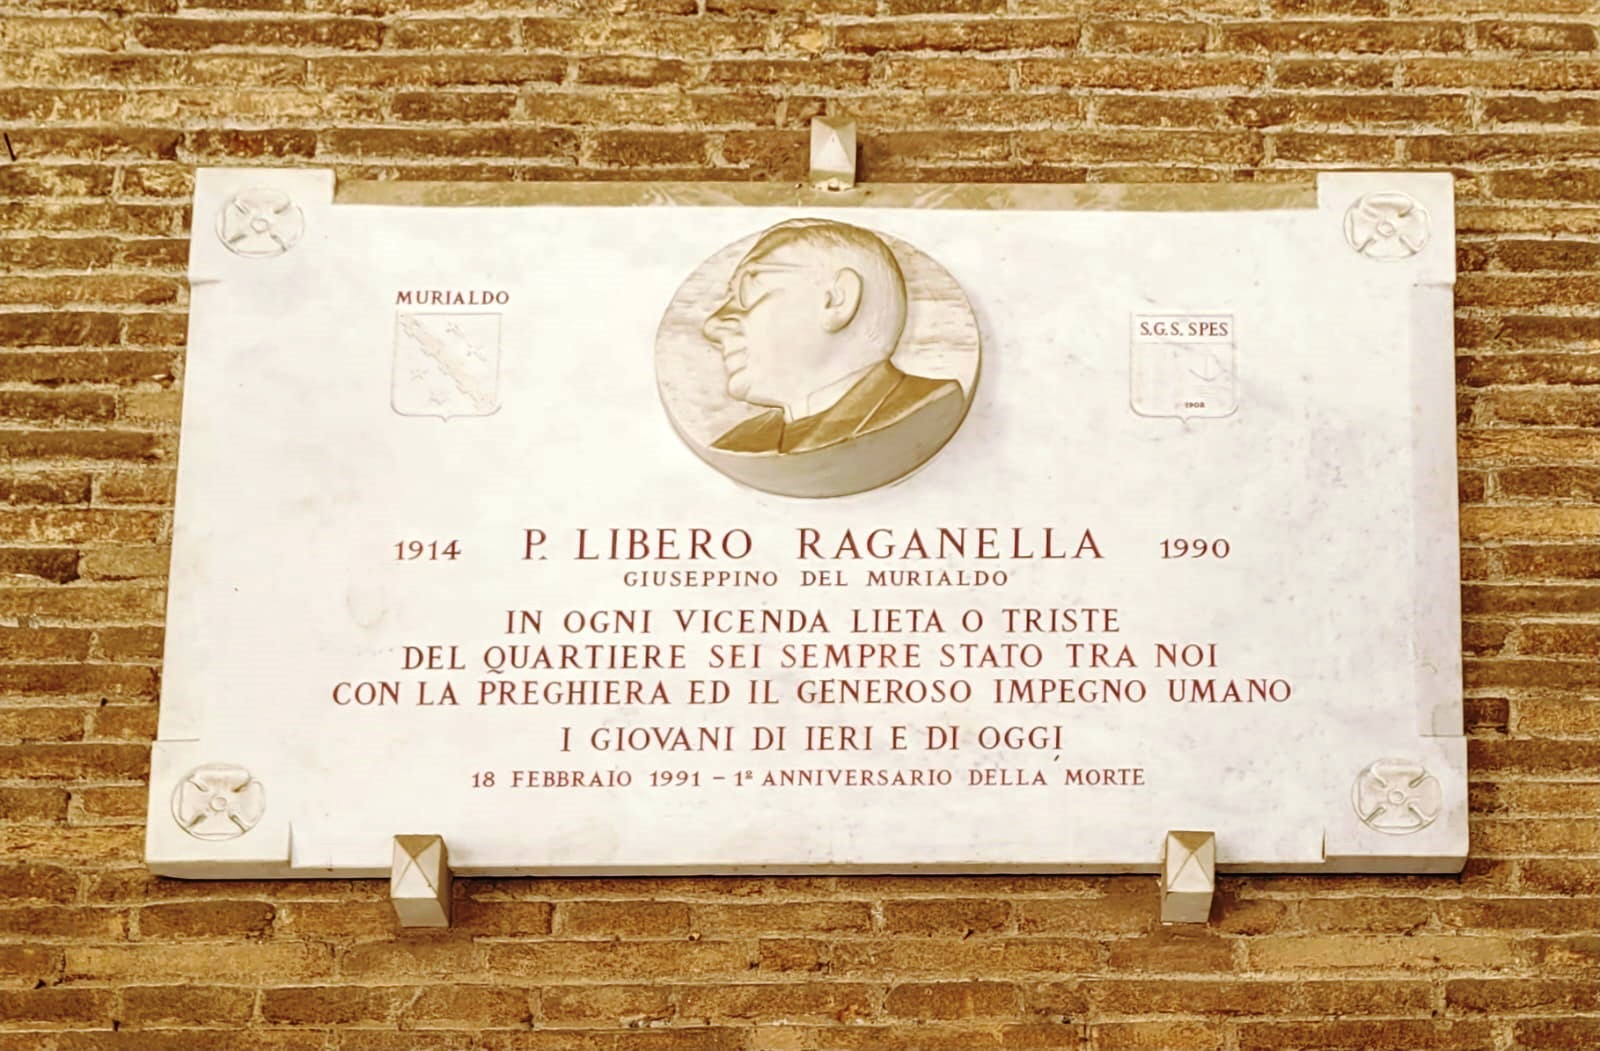 MURIALDO
S.G.S. SPES
1908
1914 P. LIBERO RAGANELLA 1990
GIUSEPPINO DEL MURIALDO
IN OGNI VICENDA LIETA O TRISTE
DEL QUARTIERE SEI SEMPRE STATO TRA NOI
CON LA PREGHIERA ED IL GENEROSO IMPEGNO UMANO
I GIOVANI DI IERI E DI OGGI
18 FEBBRAIO 1991 - 1º ANNIVERSARIO DELLA MORTE